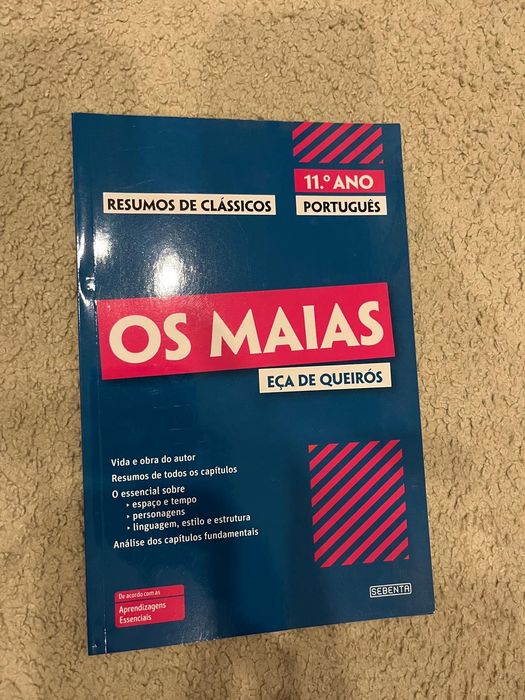 11.º ANO
RESUMOS DE CLÁSSICOS
PORTUGUÊS
OS MAIAS
EÇA DE QUEIRÓS
Vida e obra do autor
Resumos de todos os capítulos
O essencial sobre
▸ espaço e tempo
▸ personagens
▸ linguagem, estilo e estrutura
Análise dos capítulos fundamentais
De acordo com as
Aprendizagens
Essenciais
SEBENTA